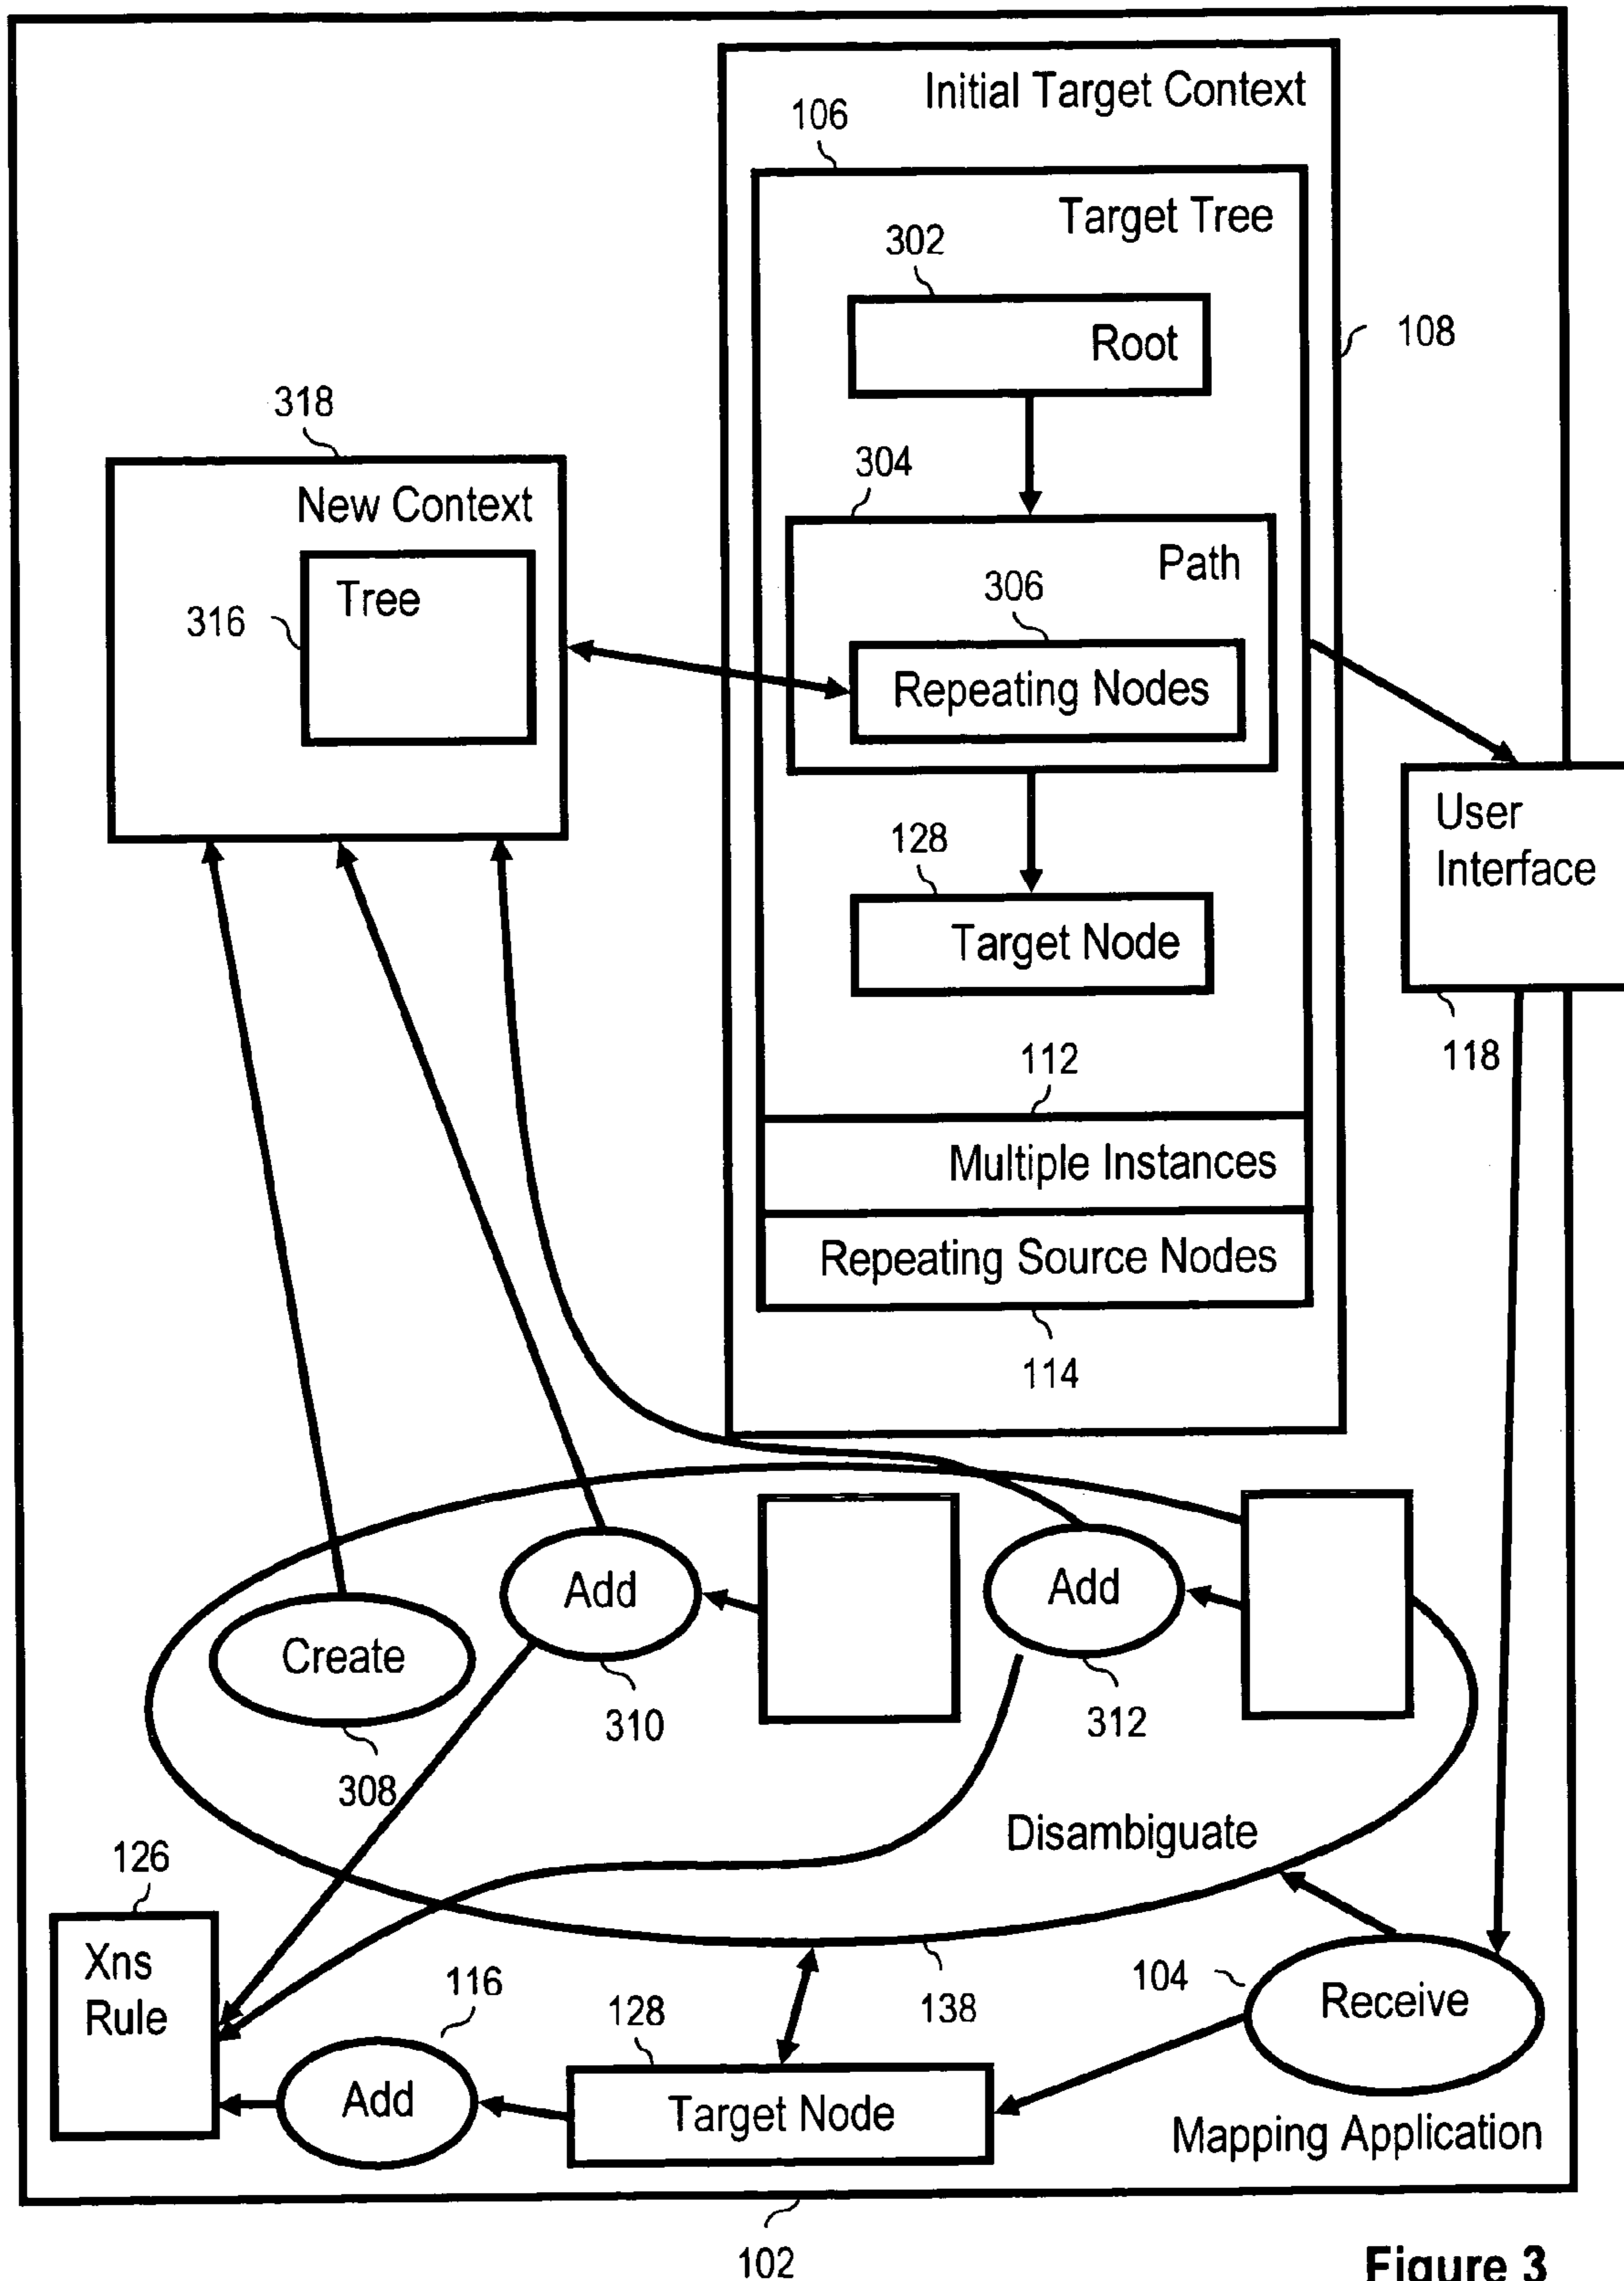 Initial Target Context
106
Target Tree
302
Root
108
318
304
New Context
Path
306
Tree
316
Repeating Nodes
User
Interface
128
Target Node
118
112
Multiple Instances
Repeating Source Nodes
114
Add
Add
Create
310
312
308
Disambiguate
126
Xns
Rule
116
128
138
104
Receive
Add
Target Node
Mapping Application
102
Figure 3